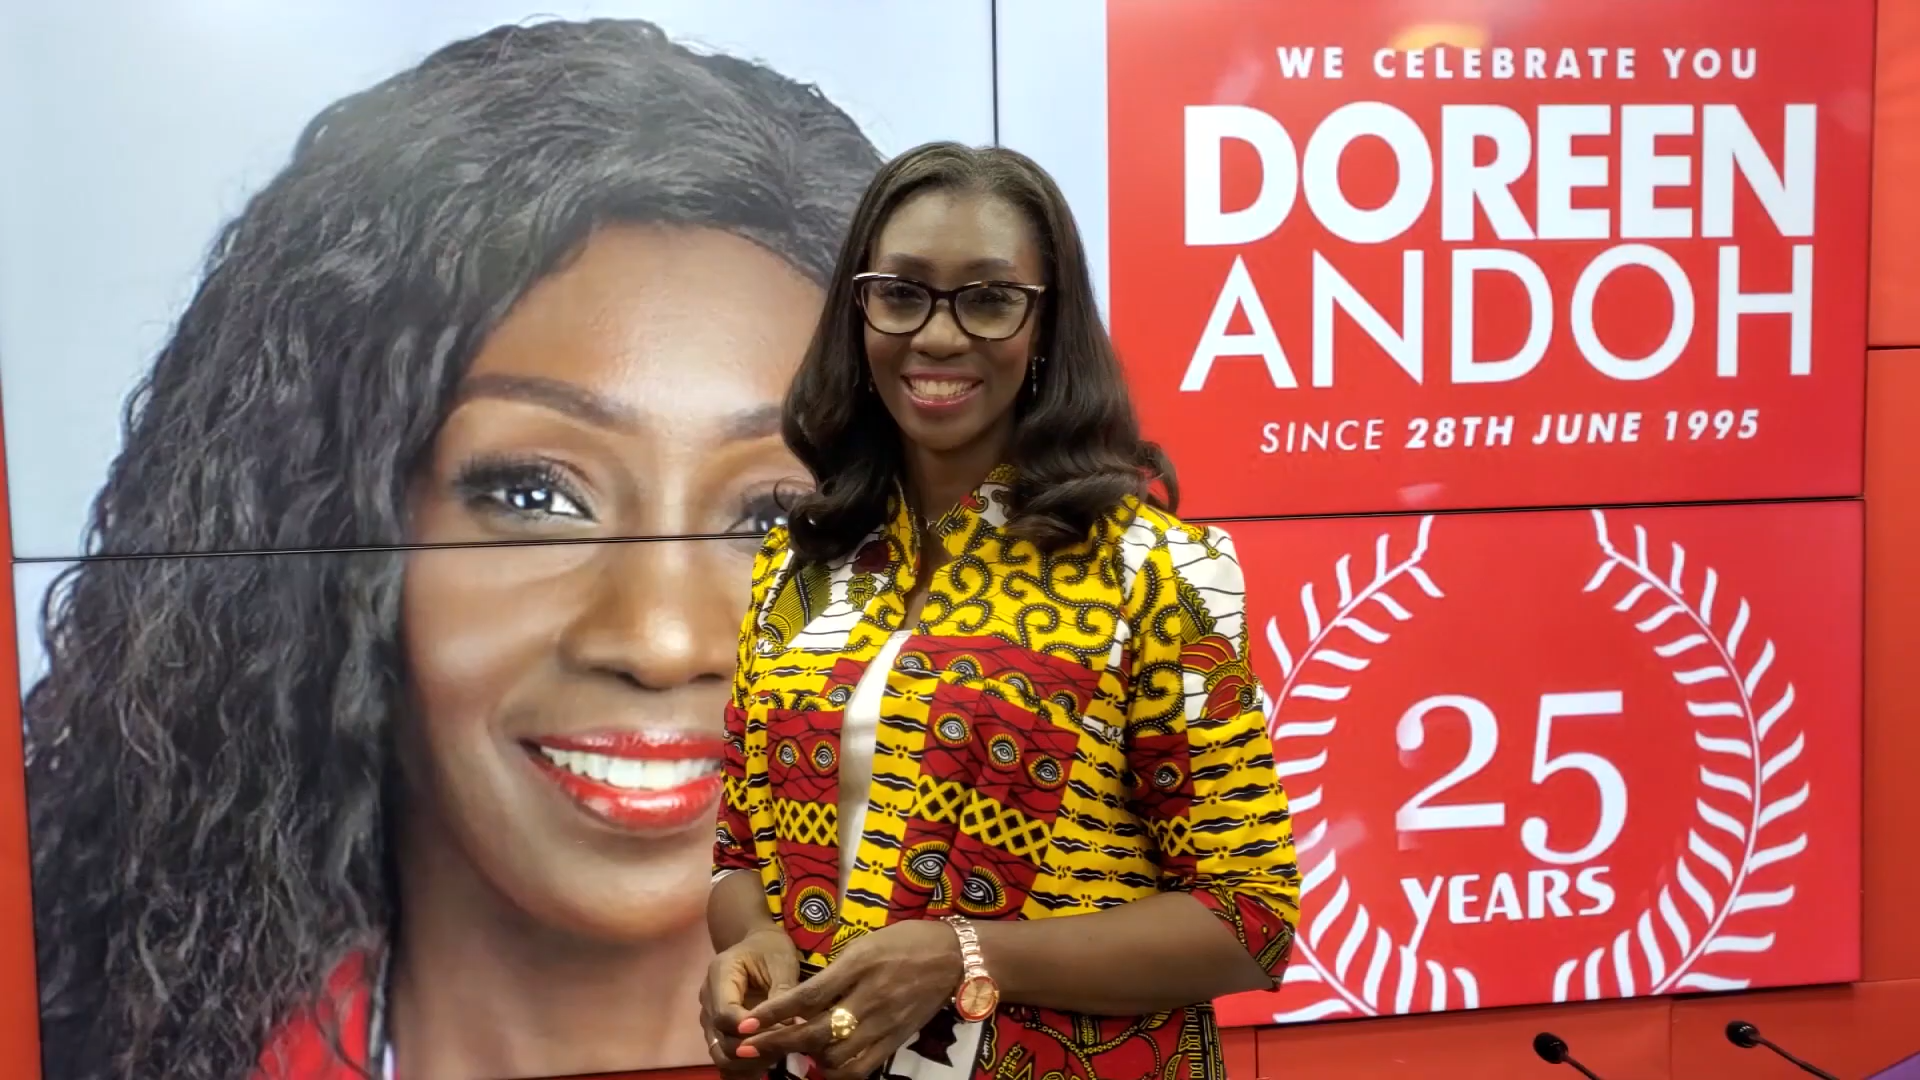 WE CELEBRATE YOU
DOREEN
ANDOH
SINCE 28TH JUNE 1995
25
YEARS